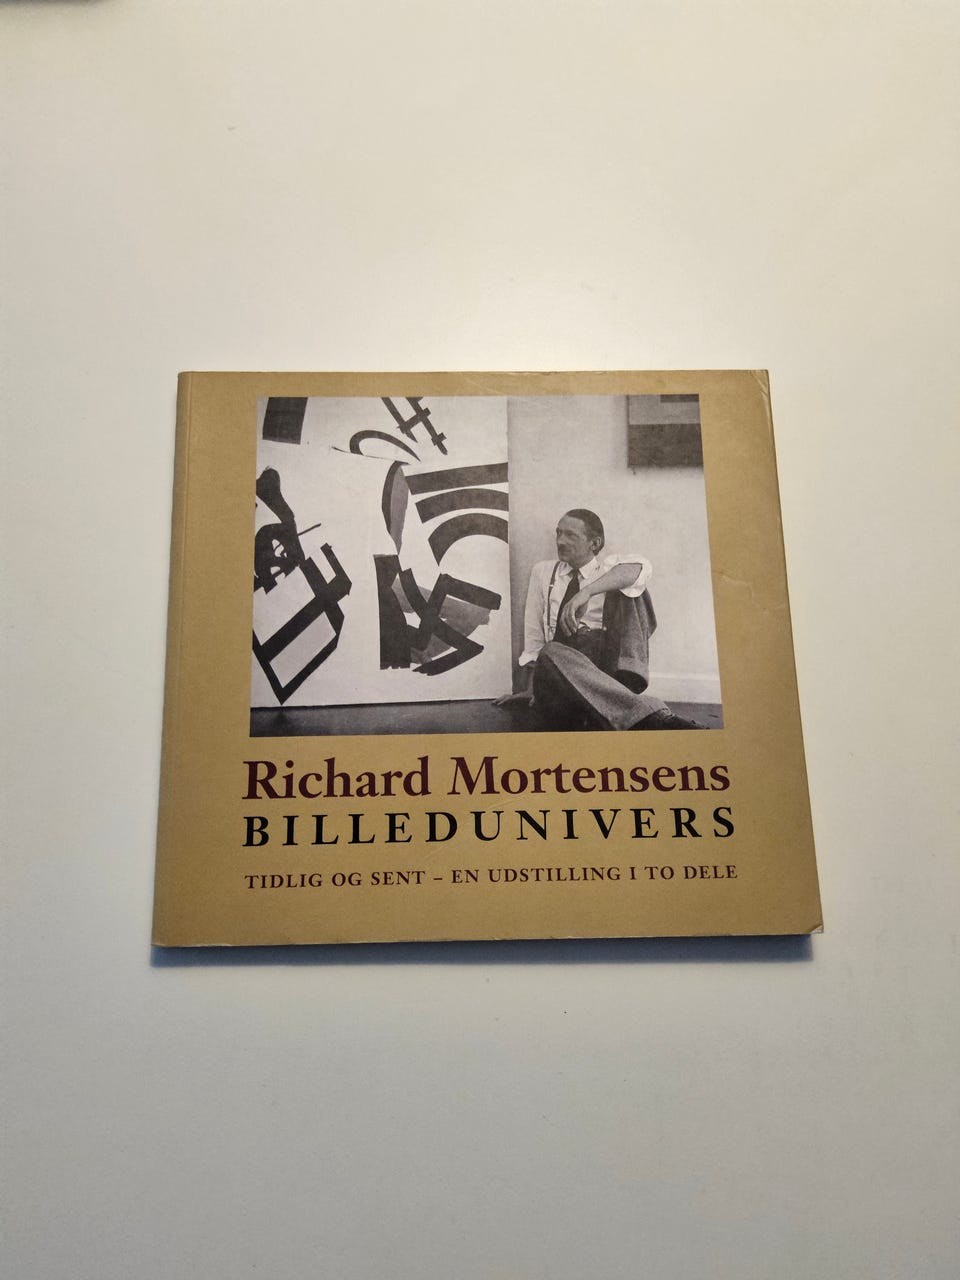 Richard Mortensens
BILLEDUNIVERS
TIDLIG OG SENT – EN UDSTILLING I TO DELE